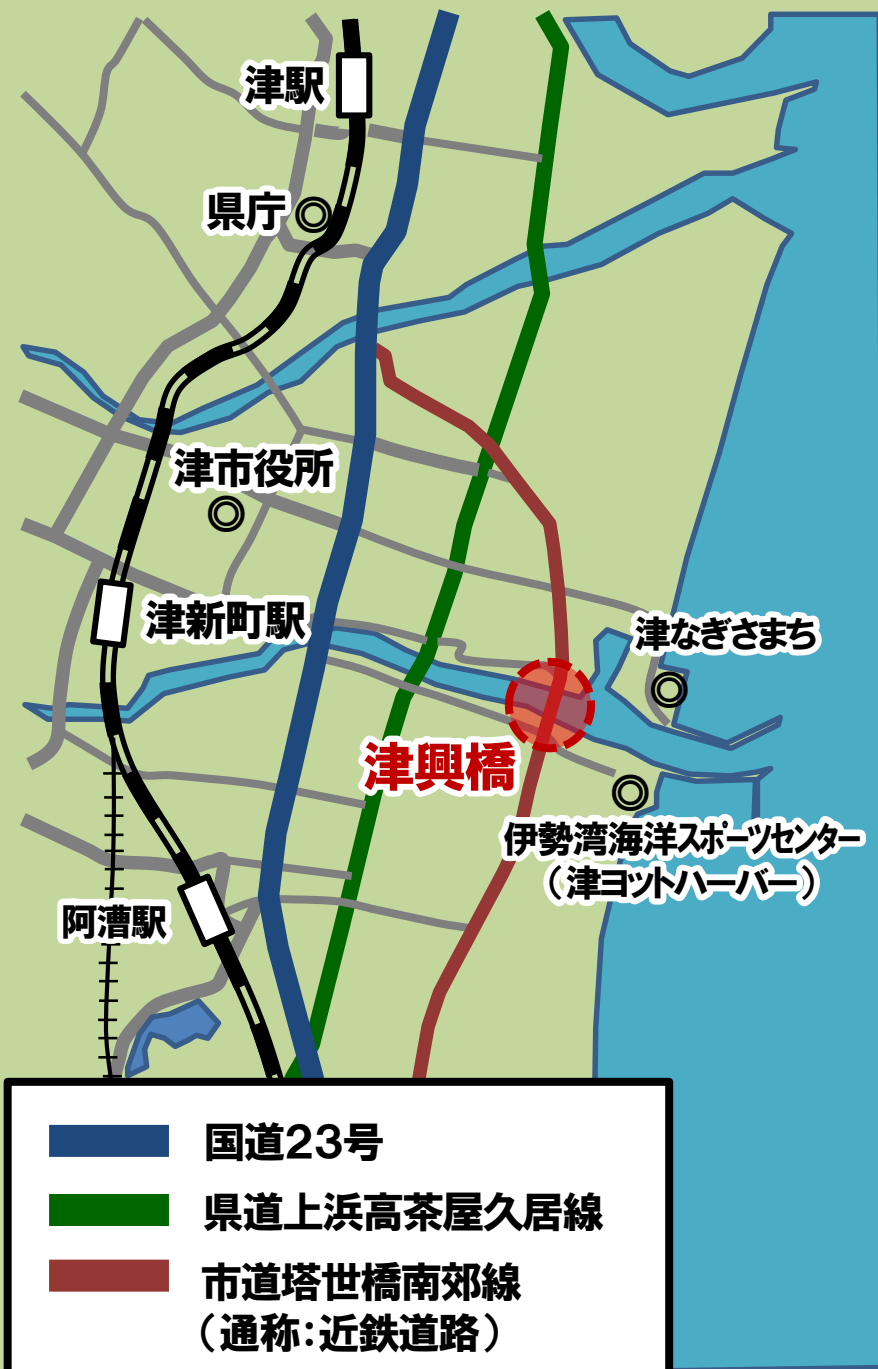 津駅
県庁
津市役所
津新町駅
津なぎさまち
津興橋
伊勢湾海洋スポーツセンター
（津ヨットハーバー）
阿漕駅
国道23号
県道上浜高茶屋久居線
市道塔世橋南郊線
（通称：近鉄道路）